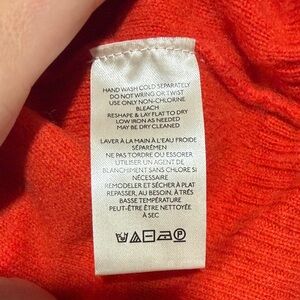 HAND WASH COLD SEPARATELY
DO NOT WRING OR TWIST
USE ONLY NON-CHLORINE
BLEACH
RESHAPE & LAY FLAT TO DRY
LOW IRON AS NEEDED
MAY BE DRY CLEANED
LAVER À LA MAIN À L'EAU FROIDE
SÉPARÉMEN
NE PAS TORDRE OU ESSORER
UTILISER UN AGENT DE
BLANCHIMENT SANS CHLORE SI
NÉCESSAIRE
REMODELER ET SÉCHER À PLAT
REPASSER, AU BESOIN, À TRÈS
BASSE TEMPÉRATURE
PEUT-ÊTRE ÊTRE NETTOYÉE
À SEC
P